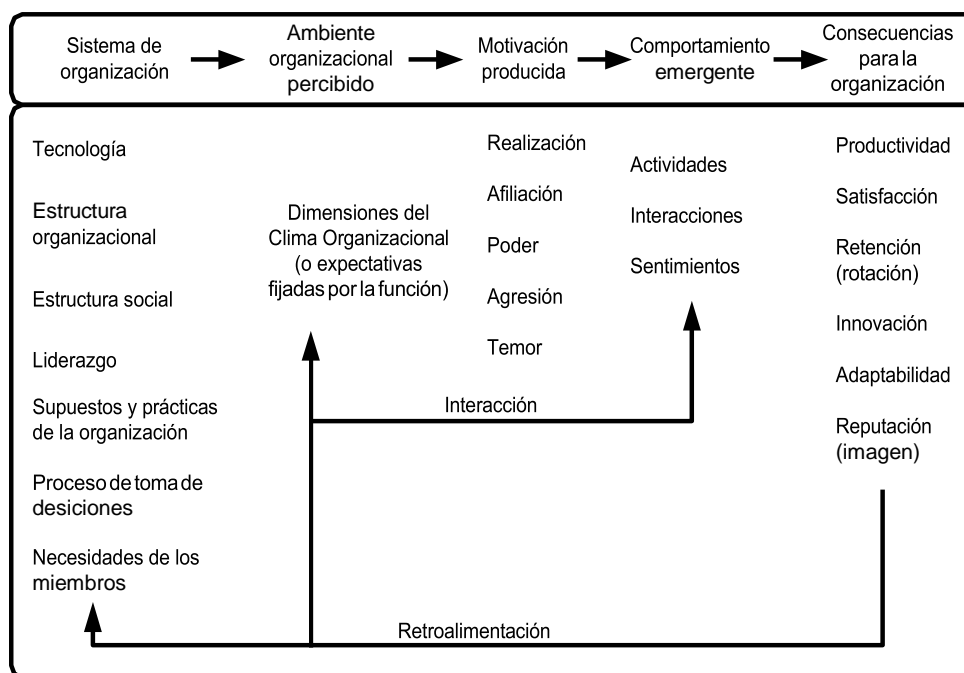 Sistema de
organización
Ambiente
organizacional
percibido
Motivación
producida
Comportamiento
emergente
Consecuencias
para la
organización
Tecnología
Estructura
organizacional
Estructura social
Liderazgo
Supuestos y prácticas
de la organización
Proceso de toma de
desiciones
Necesidades de los
miembros
Dimensiones del
Clima Organizacional
(o expectativas
fijadas por la función)
Realización
Afiliación
Poder
Agresión
Temor
Actividades
Interacciones
Sentimientos
Productividad
Satisfacción
Retención
(rotación)
Innovación
Adaptabilidad
Reputación
(imagen)
Interacción
Retroalimentación